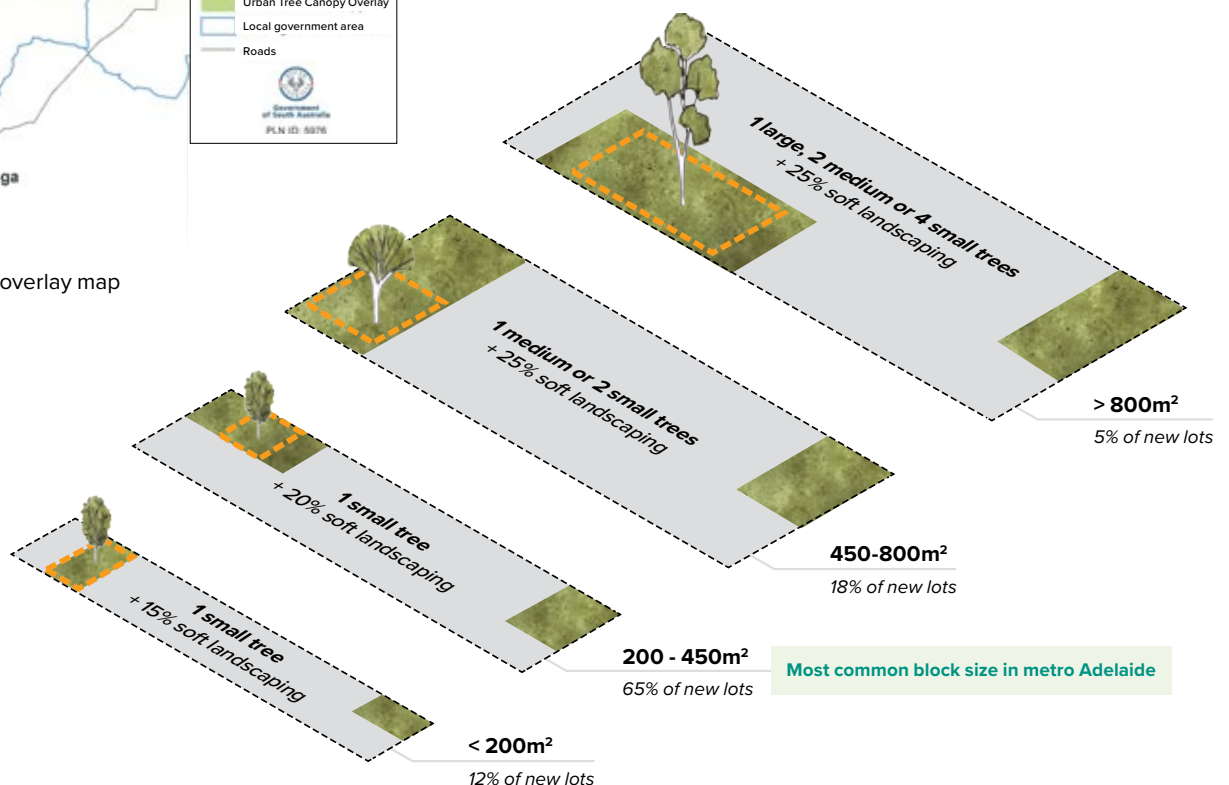 Urban Tree Canopy Overlay
Local government area
Roads
Government
of South Australia
PLN ID: 5976
ga
overlay map
1 large, 2 medium or 4 small trees
+ 25% soft landscaping
> 800m²
5% of new lots
1 medium or 2 small trees
+ 25% soft landscaping
450-800m²
18% of new lots
1 small tree
+ 20% soft landscaping
200 - 450m²
65% of new lots
Most common block size in metro Adelaide
1 small tree
+ 15% soft landscaping
< 200m²
12% of new lots